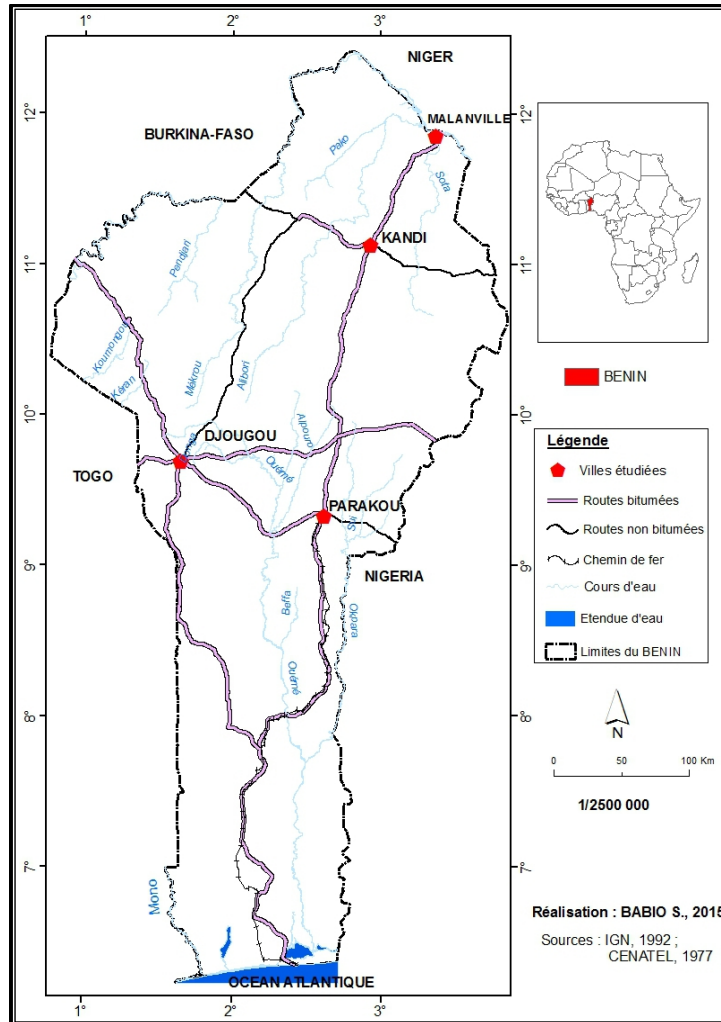 1°
2°
3°
NIGER
12°
MALANVILLE
12°
BURKINA-FASO
Pako
Sota
KANDI
11°
Pendjari
11°
Koumongou
Kéran
Mékrou
Alibori
BENIN
10°
Alpouro
10°
DJOUGOU
Ouémé
TOGO
PARAKOU
9°
NIGERIA
9°
Beffa
Okpara
Ouémé
8°
8°
7°
7°
Mono
OCEAN ATLANTIQUE
1°
2°
3°
Légende
Villes étudiées
Routes bitumées
Routes non bitumées
Chemin de fer
Cours d'eau
Etendue d'eau
Limites du BENIN
N
0 50 100 Km
1/2500 000
Réalisation : BABIO S., 2015
Sources : IGN, 1992 ;
CENATEL, 1977